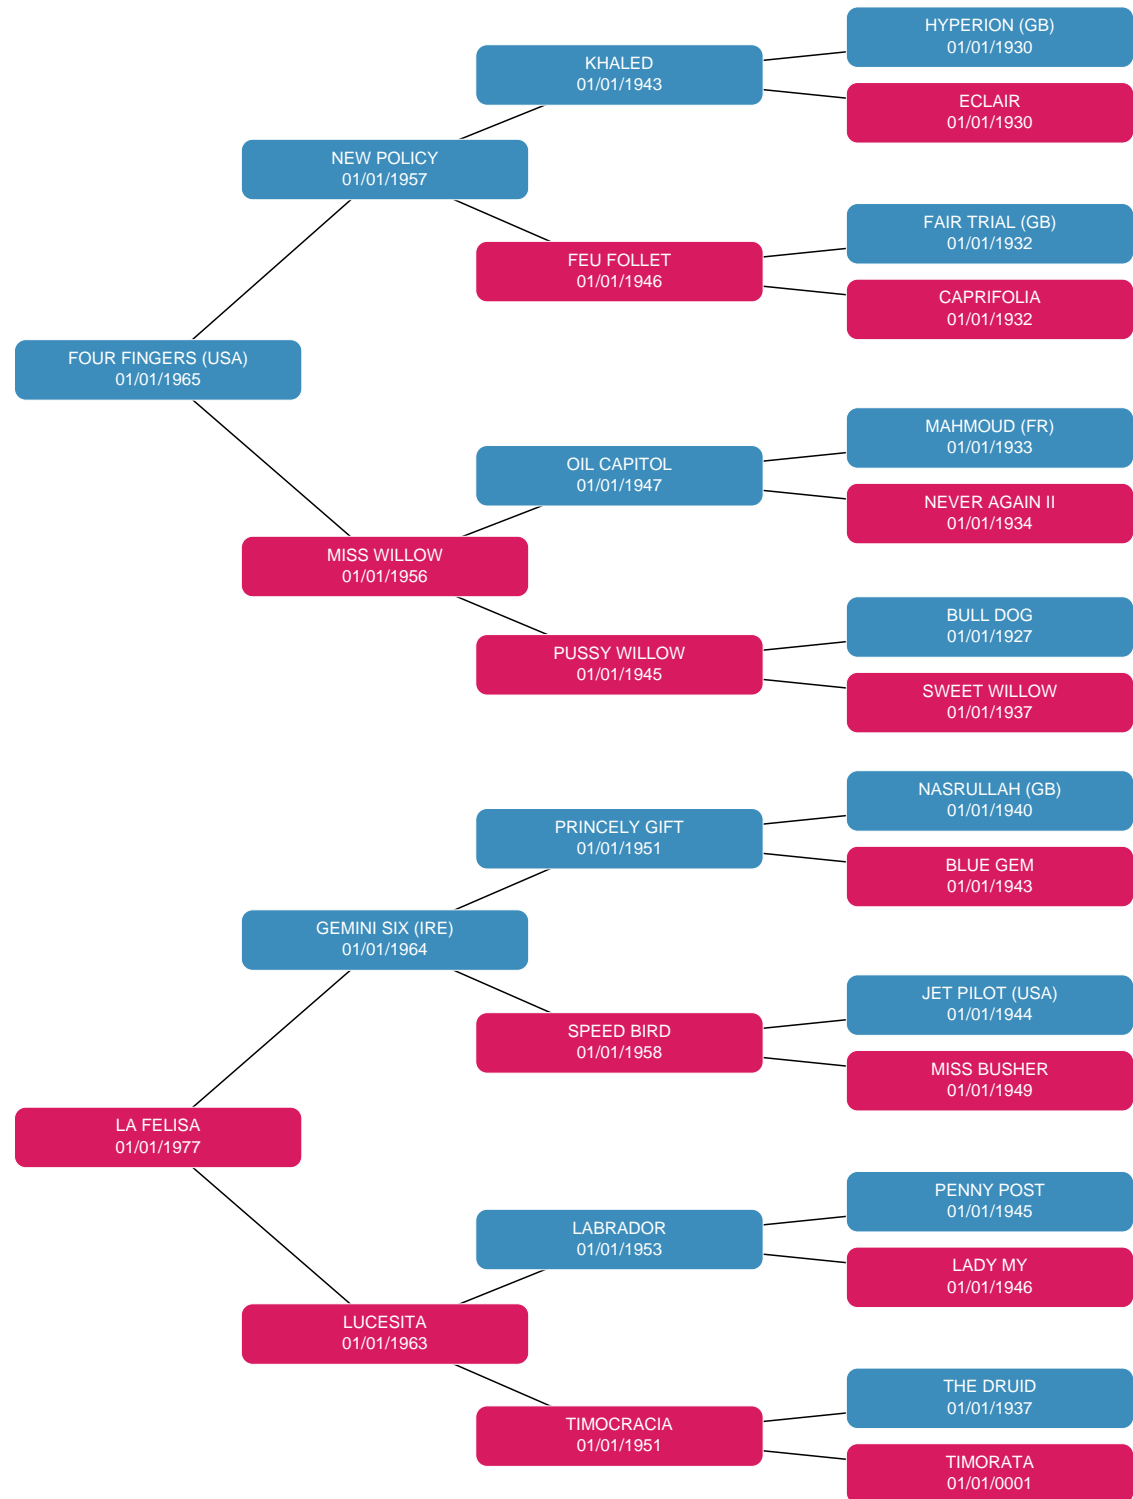 HYPERION (GB)
01/01/1930
KHALED
01/01/1943
ECLAIR
01/01/1930
NEW POLICY
01/01/1957
FAIR TRIAL (GB)
01/01/1932
FEU FOLLET
01/01/1946
CAPRIFOLIA
01/01/1932
FOUR FINGERS (USA)
01/01/1965
MAHMOUD (FR)
01/01/1933
OIL CAPITOL
01/01/1947
NEVER AGAIN II
01/01/1934
MISS WILLOW
01/01/1956
BULL DOG
01/01/1927
PUSSY WILLOW
01/01/1945
SWEET WILLOW
01/01/1937
NASRULLAH (GB)
01/01/1940
PRINCELY GIFT
01/01/1951
BLUE GEM
01/01/1943
GEMINI SIX (IRE)
01/01/1964
JET PILOT (USA)
01/01/1944
SPEED BIRD
01/01/1958
MISS BUSHER
01/01/1949
LA FELISA
01/01/1977
PENNY POST
01/01/1945
LABRADOR
01/01/1953
LADY MY
01/01/1946
LUCESITA
01/01/1963
THE DRUID
01/01/1937
TIMOCRACIA
01/01/1951
TIMORATA
01/01/0001